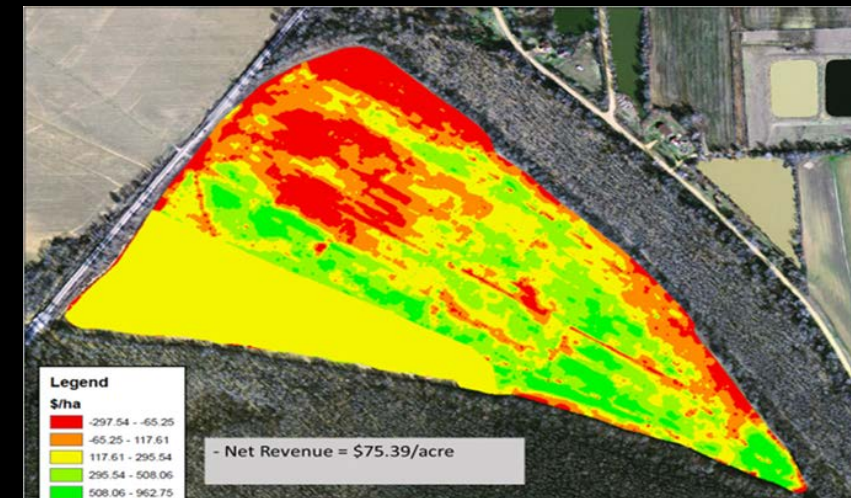 Legend
$/ha
-297.54 - -65.25
-65.25 - 117.61
117.61 - 295.54
295.54 - 508.06
508.06 - 962.75
- Net Revenue = $75.39/acre